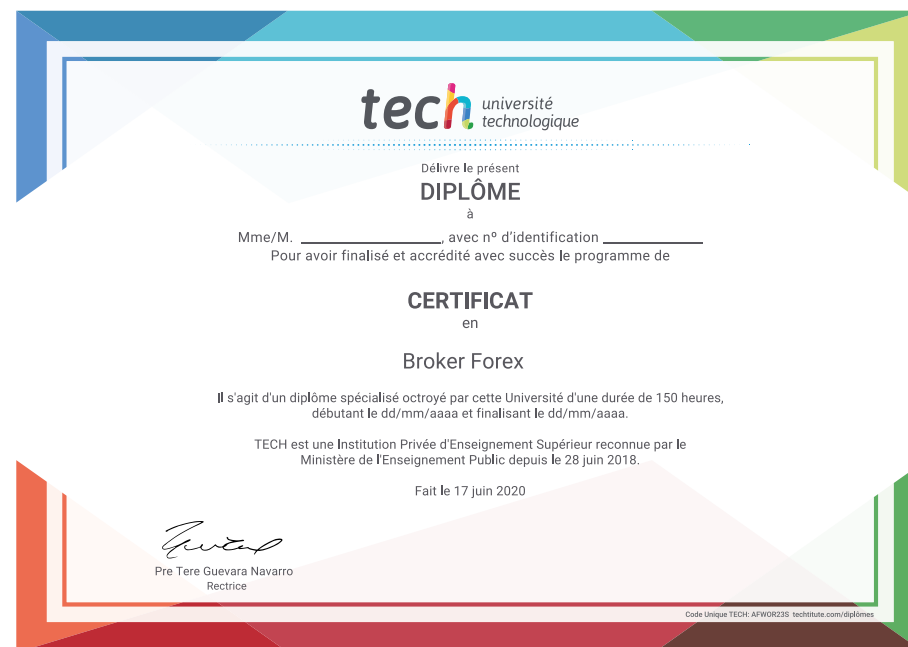 tech université
technologique
Délivre le présent
DIPLÔME
à
Mme/M. ____________________, avec nº d'identification ______________
Pour avoir finalisé et accrédité avec succès le programme de
CERTIFICAT
en
Broker Forex
Il s'agit d'un diplôme spécialisé octroyé par cette Université d'une durée de 150 heures,
débutant le dd/mm/aaaa et finalisant le dd/mm/aaaa.
TECH est une Institution Privée d'Enseignement Supérieur reconnue par le
Ministère de l'Enseignement Public depuis le 28 juin 2018.
Fait le 17 juin 2020
Pre Tere Guevara Navarro
Rectrice
Code Unique TECH: AFWOR23S techtitute.com/diplômes